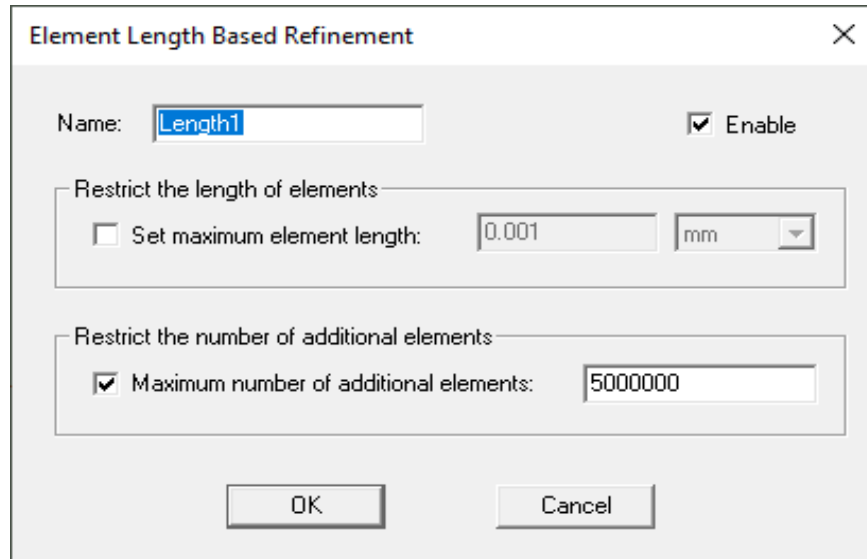 Element Length Based Refinement
Name: Length1 Enable
Restrict the length of elements
Set maximum element length: 0.001 mm
Restrict the number of additional elements
Maximum number of additional elements: 5000000
OK Cancel